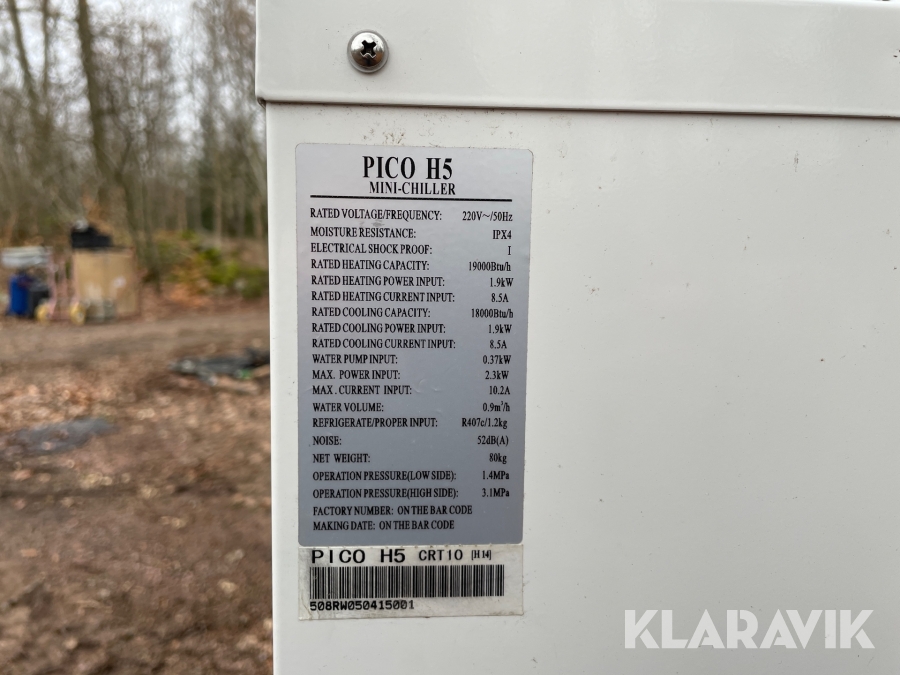 PICO H5
MINI-CHILLER
RATED VOLTAGE/FREQUENCY: 220V~/50Hz
MOISTURE RESISTANCE: IPX4
ELECTRICAL SHOCK PROOF: I
RATED HEATING CAPACITY: 19000Btu/h
RATED HEATING POWER INPUT: 1.9kW
RATED HEATING CURRENT INPUT: 8.5A
RATED COOLING CAPACITY: 18000Btu/h
RATED COOLING POWER INPUT: 1.9kW
RATED COOLING CURRENT INPUT: 8.5A
WATER PUMP INPUT: 0.37kW
MAX. POWER INPUT: 2.3kW
MAX. CURRENT INPUT: 10.2A
WATER VOLUME: 0.9m³/h
REFRIGERATE/PROPER INPUT: R407c/1.2kg
NOISE: 52dB(A)
NET WEIGHT: 80kg
OPERATION PRESSURE(LOW SIDE): 1.4MPa
OPERATION PRESSURE(HIGH SIDE): 3.1MPa
FACTORY NUMBER: ON THE BAR CODE
MAKING DATE: ON THE BAR CODE
PICO H5 CRT10 [H14]
508RW050415001
KLARAVIK